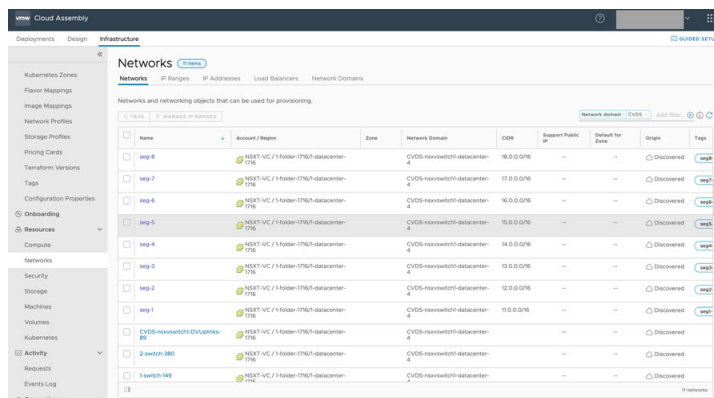 vmw Cloud Assembly
Deployments Design Infrastructure GUIDED SETU
Kubernetes Zones
Flavor Mappings
Image Mappings
Network Profiles
Storage Profiles
Pricing Cards
Terraform Versions
Tags
Configuration Properties
Onboarding
Resources
Compute
Networks
Security
Storage
Machines
Volumes
Kubernetes
Activity
Requests
Events Log
Networks 11 items
Networks IP Ranges IP Addresses Load Balancers Network Domains
Networks and networking objects that can be used for provisioning.
TAGS MANAGE IP RANGES Network domain: CVDS Add filter...
Name Account / Region Zone Network Domain CIDR Support Public IP Default for Zone Origin Tags
seg-8 NSXT-VC / 1-folder-1716/1-datacenter-1716 CVDS-nsxvswitch1-datacenter-4 18.0.0.0/16 -- -- Discovered seg8
seg-7 NSXT-VC / 1-folder-1716/1-datacenter-1716 CVDS-nsxvswitch1-datacenter-4 17.0.0.0/16 -- -- Discovered seg7-
seg-6 NSXT-VC / 1-folder-1716/1-datacenter-1716 CVDS-nsxvswitch1-datacenter-4 16.0.0.0/16 -- -- Discovered seg6-
seg-5 NSXT-VC / 1-folder-1716/1-datacenter-1716 CVDS-nsxvswitch1-datacenter-4 15.0.0.0/16 -- -- Discovered seg5-
seg-4 NSXT-VC / 1-folder-1716/1-datacenter-1716 CVDS-nsxvswitch1-datacenter-4 14.0.0.0/16 -- -- Discovered seg4-
seg-3 NSXT-VC / 1-folder-1716/1-datacenter-1716 CVDS-nsxvswitch1-datacenter-4 13.0.0.0/16 -- -- Discovered seg3-
seg-2 NSXT-VC / 1-folder-1716/1-datacenter-1716 CVDS-nsxvswitch1-datacenter-4 12.0.0.0/16 -- -- Discovered seg2-
seg-1 NSXT-VC / 1-folder-1716/1-datacenter-1716 CVDS-nsxvswitch1-datacenter-4 11.0.0.0/16 -- -- Discovered seg1-
CVDS-nsxvswitch1-DVUplinks-89 NSXT-VC / 1-folder-1716/1-datacenter-1716 CVDS-nsxvswitch1-datacenter-4 -- -- Discovered
2-switch-380 NSXT-VC / 1-folder-1716/1-datacenter-1716 CVDS-nsxvswitch1-datacenter-4 -- -- Discovered
1-switch-149 NSXT-VC / 1-folder-1716/1-datacenter-1716 CVDS-nsxvswitch1-datacenter-4 -- -- Discovered
11 networks